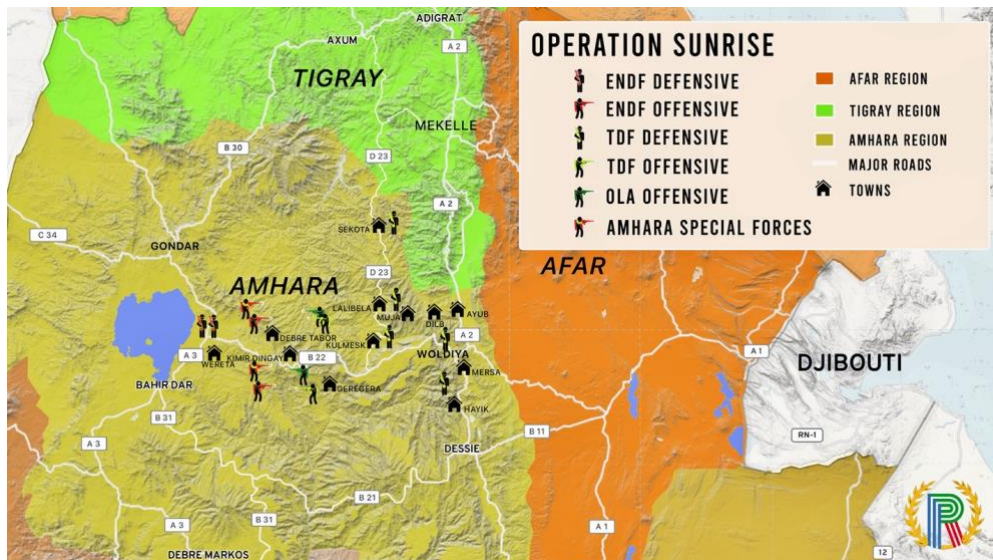 ADIGRAT
AXUM
A 2
TIGRAY
MEKELLE
B 30
D 23
A 2
SEKOTA
C 34
GONDAR
D 23
AMHARA
LALIBELA
MUJA
DILB
AYUB
DEBRE TABOR
KULMESK
A 2
A 3
WERETA
KIMIR DINGAY
B 22
WOLDIYA
MERSA
BAHIR DAR
DEREGERA
HAYIK
B 31
A 3
DESSIE
B 11
B 21
A 3
B 31
A 1
DEBRE MARKOS
OPERATION SUNRISE
ENDF DEFENSIVE
ENDF OFFENSIVE
TDF DEFENSIVE
TDF OFFENSIVE
OLA OFFENSIVE
AMHARA SPECIAL FORCES
AFAR REGION
TIGRAY REGION
AMHARA REGION
MAJOR ROADS
TOWNS
AFAR
A 1
DJIBOUTI
RN-1
12
R